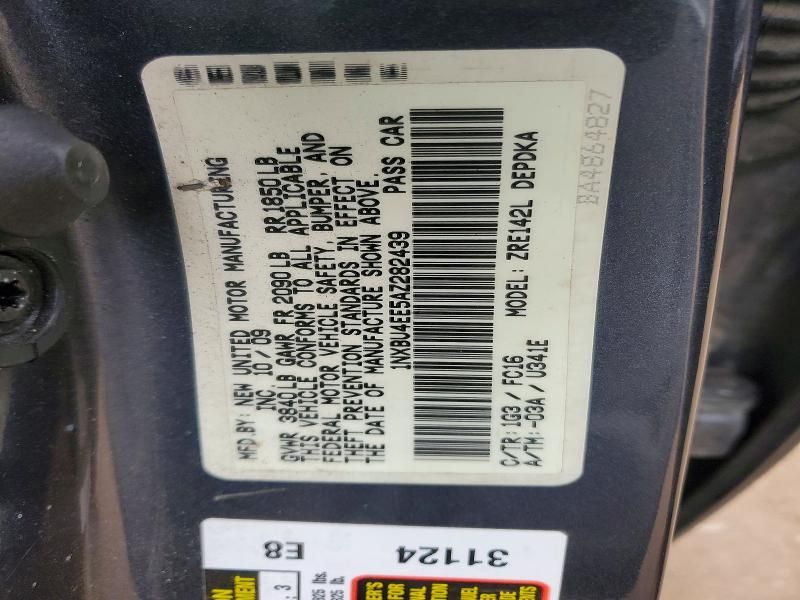 MFD BY: NEW UNITED MOTOR MANUFACTURING
INC. 10/09
GVWR 3840LB GAWR FR 2090LB RR 1850LB
THIS VEHICLE CONFORMS TO ALL APPLICABLE
FEDERAL MOTOR VEHICLE SAFETY, BUMPER, AND
THEFT PREVENTION STANDARDS IN EFFECT ON
THE DATE OF MANUFACTURE SHOWN ABOVE.
1NXBU4EE5AZ282439 PASS CAR
C/TR: 1G3 / FC16 MODEL: ZRE142L DEPDKA
A/TM: -03A / U341E
BA4B64827
E8
31124